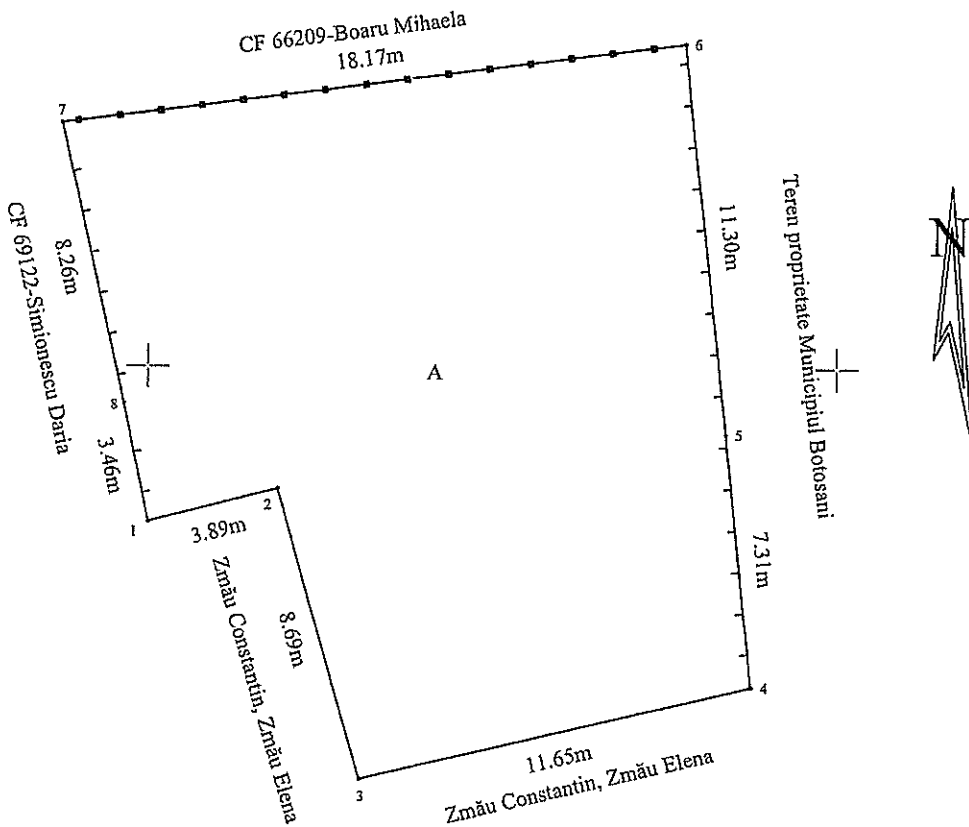 CF 66209-Boaru Mihaela
18.17m
6
7
CF 69122-Simionescu Daria
8.26m
11.30m
Teren proprietate Municipiul Botosani
N
A
8
3.46m
5
1
2
3.89m
Zmău Constantin, Zmău Elena
8.69m
7.31m
4
3
11.65m
Zmău Constantin, Zmău Elena